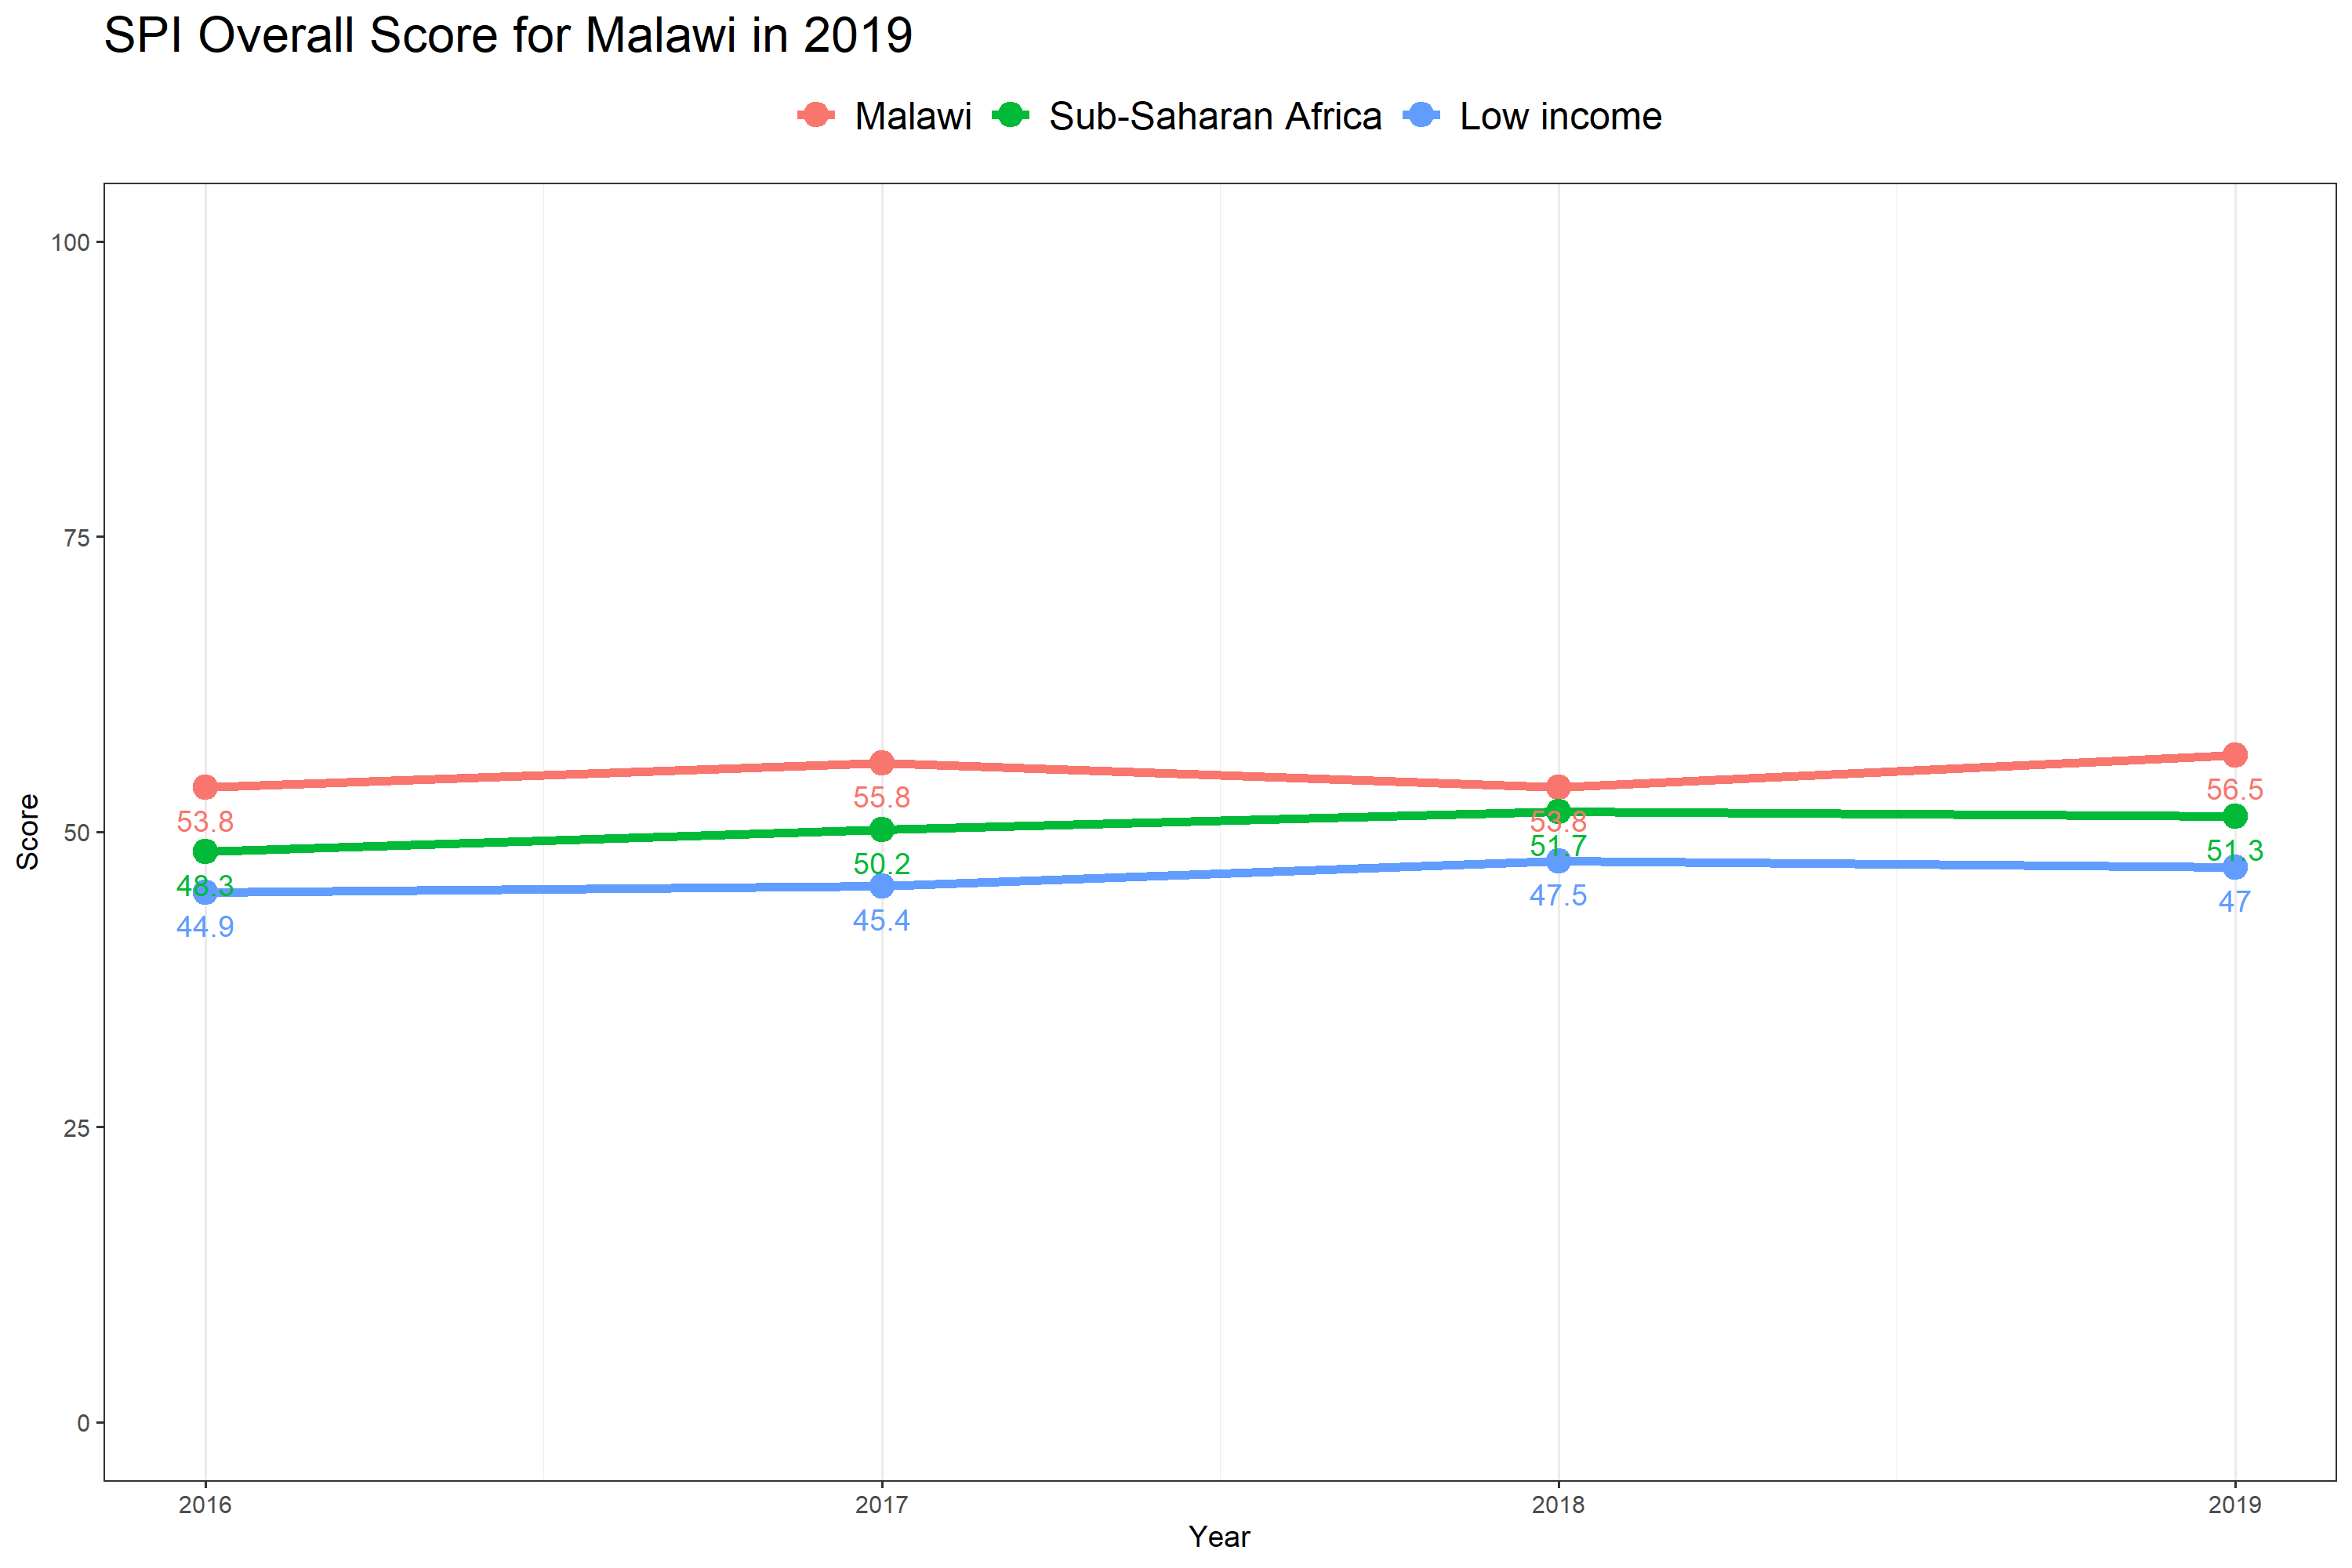 SPI Overall Score for Malawi in 2019
Malawi Sub-Saharan Africa Low income
100
75
50
25
0
Score
53.8 55.8 53.8 56.5
48.3 50.2 51.7 51.3
44.9 45.4 47.5 47
2016 2017 2018 2019
Year